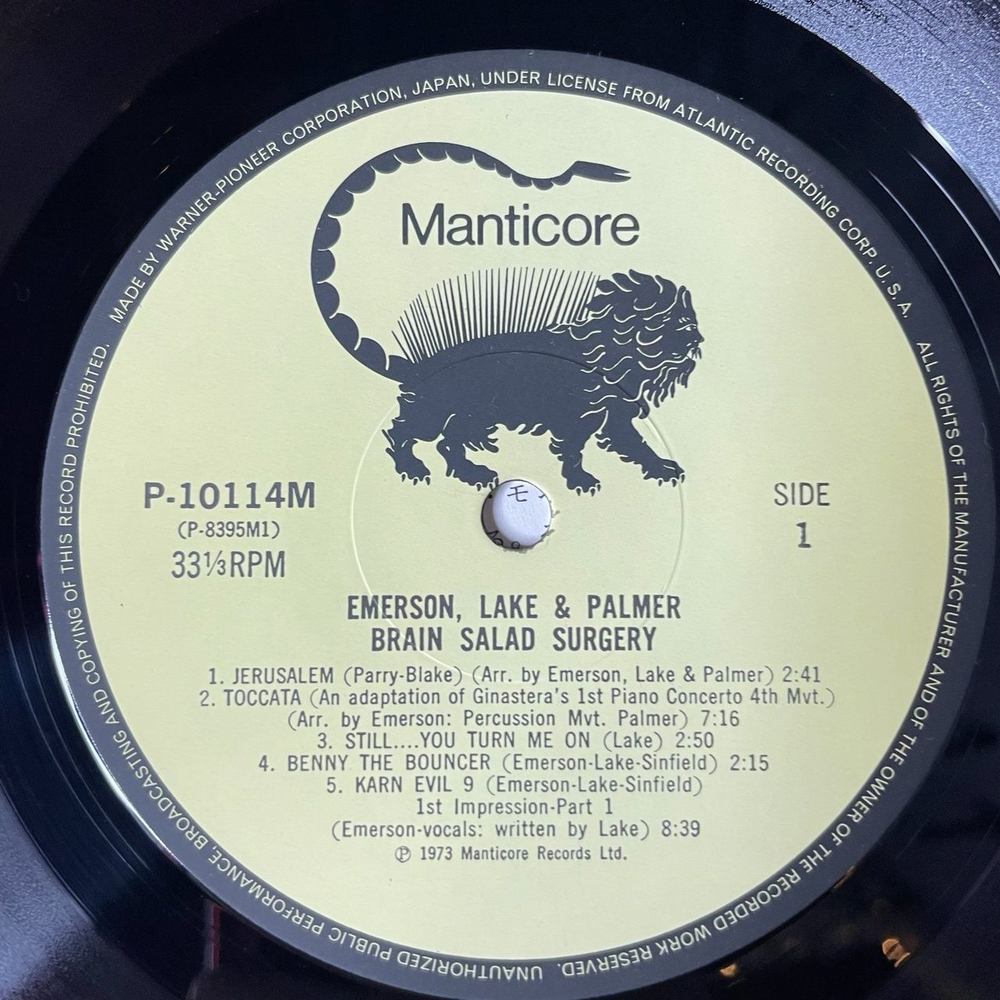 MADE BY WARNER-PIONEER CORPORATION, JAPAN, UNDER LICENSE FROM ATLANTIC RECORDING CORP. U.S.A. ALL RIGHTS OF THE MANUFACTURER AND OF THE OWNER OF THE RECORDED WORK RESERVED. UNAUTHORIZED PUBLIC PERFORMANCE, BROADCASTING AND COPYING OF THIS RECORD PROHIBITED.
Manticore
P-10114M
(P-8395M1)
33⅓RPM
SIDE
1
モ
EMERSON, LAKE & PALMER
BRAIN SALAD SURGERY
1. JERUSALEM (Parry-Blake) (Arr. by Emerson, Lake & Palmer) 2:41
2. TOCCATA (An adaptation of Ginastera's 1st Piano Concerto 4th Mvt.)
(Arr. by Emerson: Percussion Mvt. Palmer) 7:16
3. STILL....YOU TURN ME ON (Lake) 2:50
4. BENNY THE BOUNCER (Emerson-Lake-Sinfield) 2:15
5. KARN EVIL 9 (Emerson-Lake-Sinfield)
1st Impression-Part 1
(Emerson-vocals: written by Lake) 8:39
℗ 1973 Manticore Records Ltd.